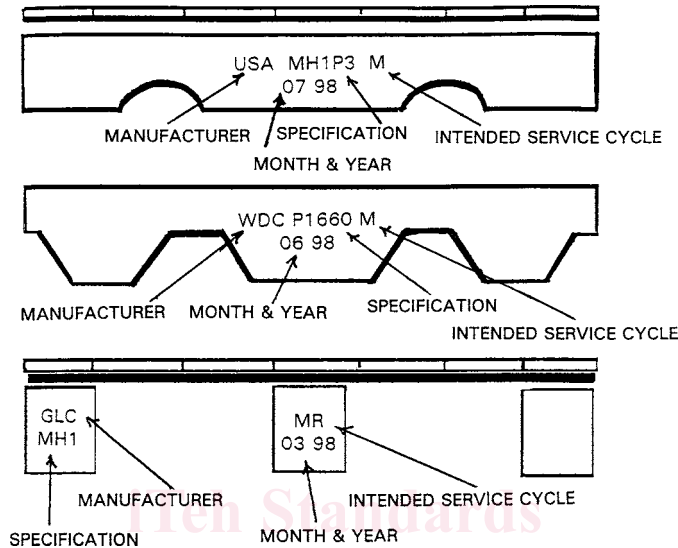 USA MH1P3 M
07 98
MANUFACTURER SPECIFICATION INTENDED SERVICE CYCLE
MONTH & YEAR
WDC P1660 M
06 98
MANUFACTURER MONTH & YEAR SPECIFICATION
INTENDED SERVICE CYCLE
GLC MR
MH1 03 98
MANUFACTURER INTENDED SERVICE CYCLE
iTeh Standards
SPECIFICATION MONTH & YEAR